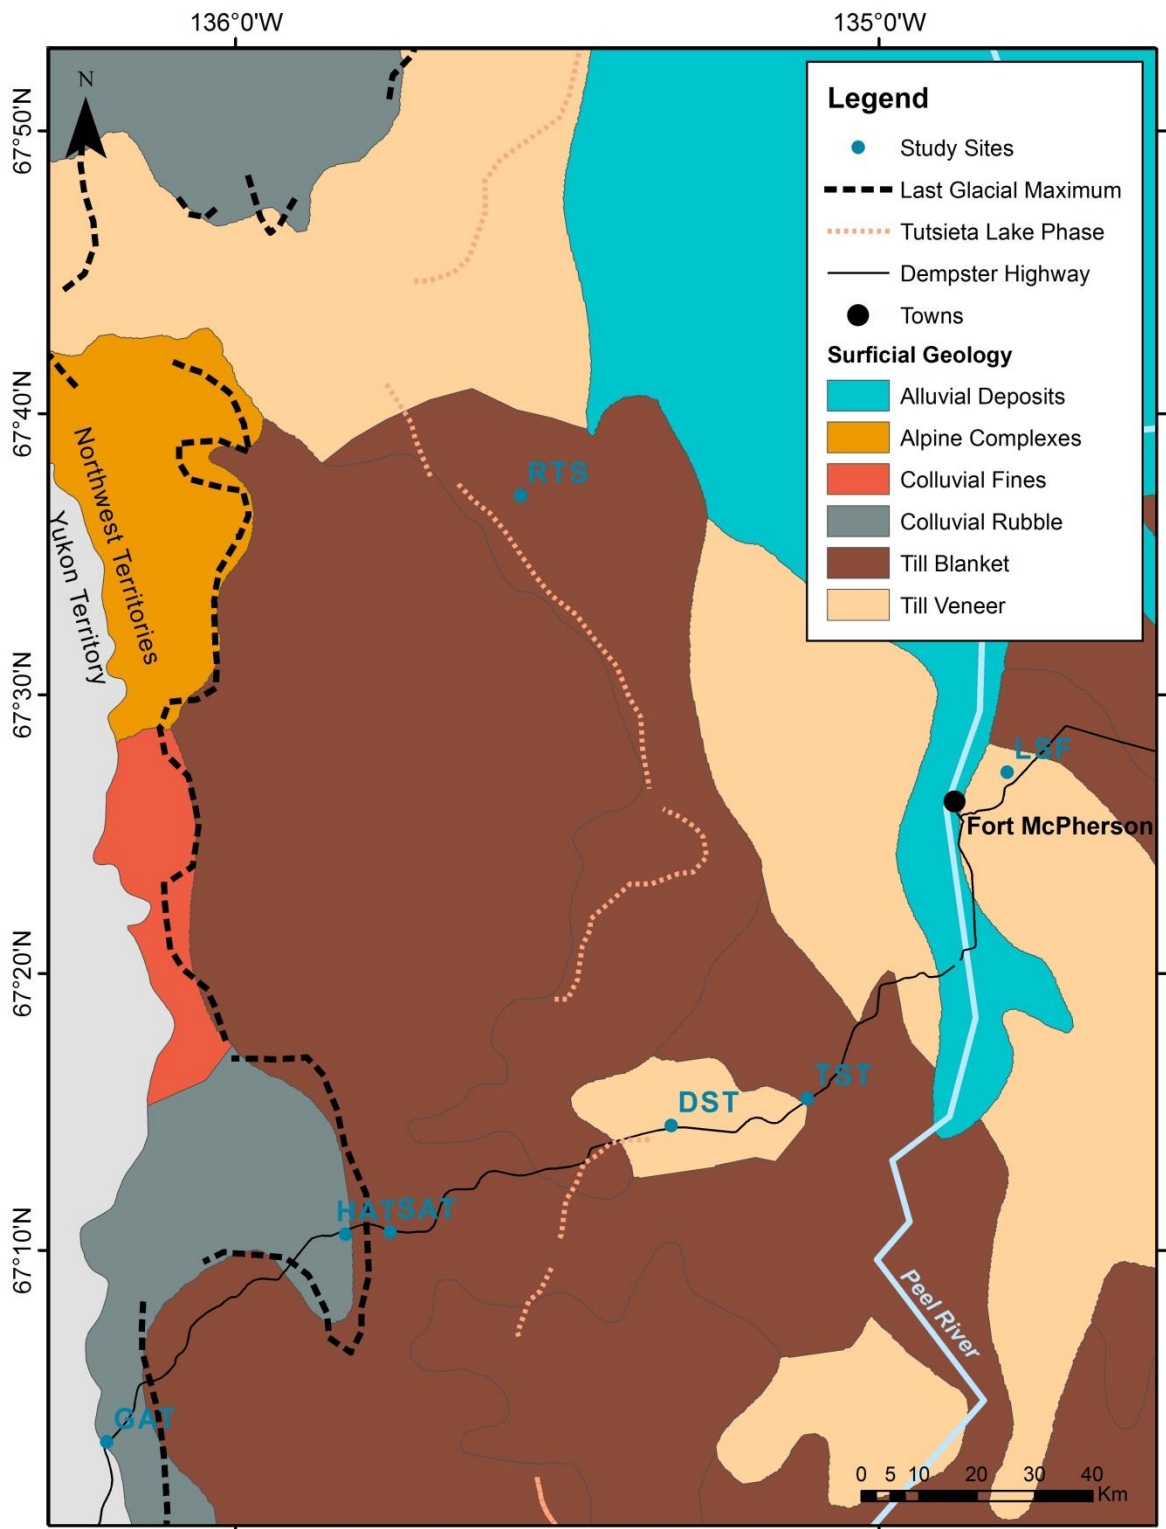 136°0'W
135°0'W
N
67°50'N
67°40'N
67°30'N
67°20'N
67°10'N
Legend
Study Sites
Last Glacial Maximum
Tutsieta Lake Phase
Dempster Highway
Towns
Surficial Geology
Alluvial Deposits
Alpine Complexes
Colluvial Fines
Colluvial Rubble
Till Blanket
Till Veneer
Northwest Territories
Yukon Territory
RTS
LSF
Fort McPherson
TST
DST
HAT
SAT
GAT
Peel River
0 5 10 20 30 40
Km